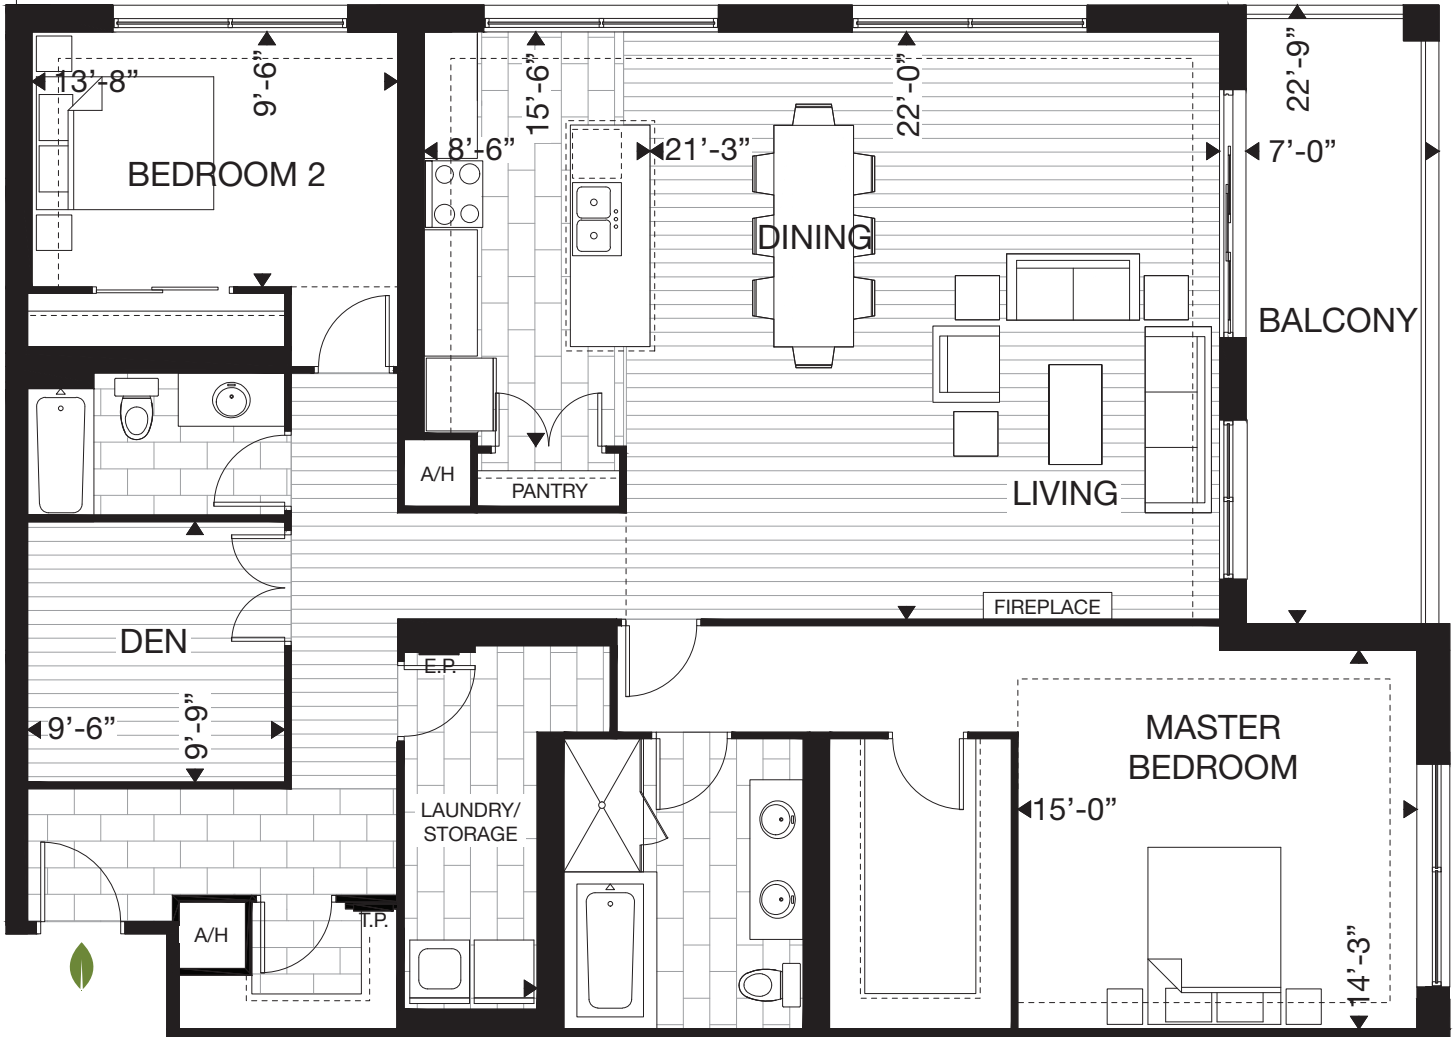 13’-8”
9’-6”
BEDROOM 2
15’-6”
8’-6”
21’-3”
22’-0”
22’-9”
7’-0”
DINING
BALCONY
A/H
PANTRY
LIVING
FIREPLACE
DEN
9’-6”
9’-9”
E.P.
LAUNDRY/
STORAGE
MASTER
BEDROOM
15’-0”
14’-3”
A/H
T.P.